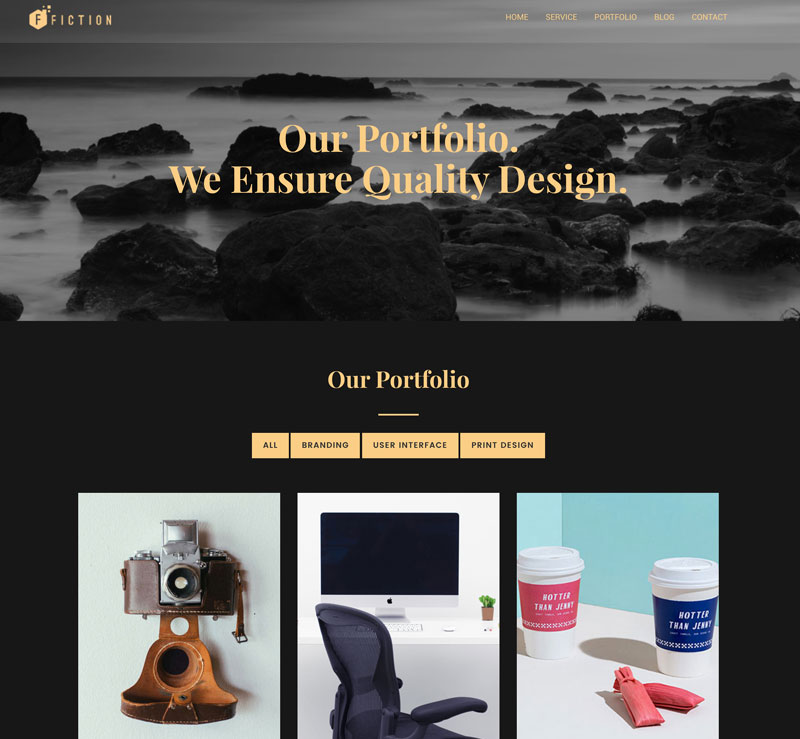 F FICTION
HOME SERVICE PORTFOLIO BLOG CONTACT
Our Portfolio.
We Ensure Quality Design.
Our Portfolio
ALL BRANDING USER INTERFACE PRINT DESIGN
HOTTER
THAN JENNY
HOTTER
THAN JENNY